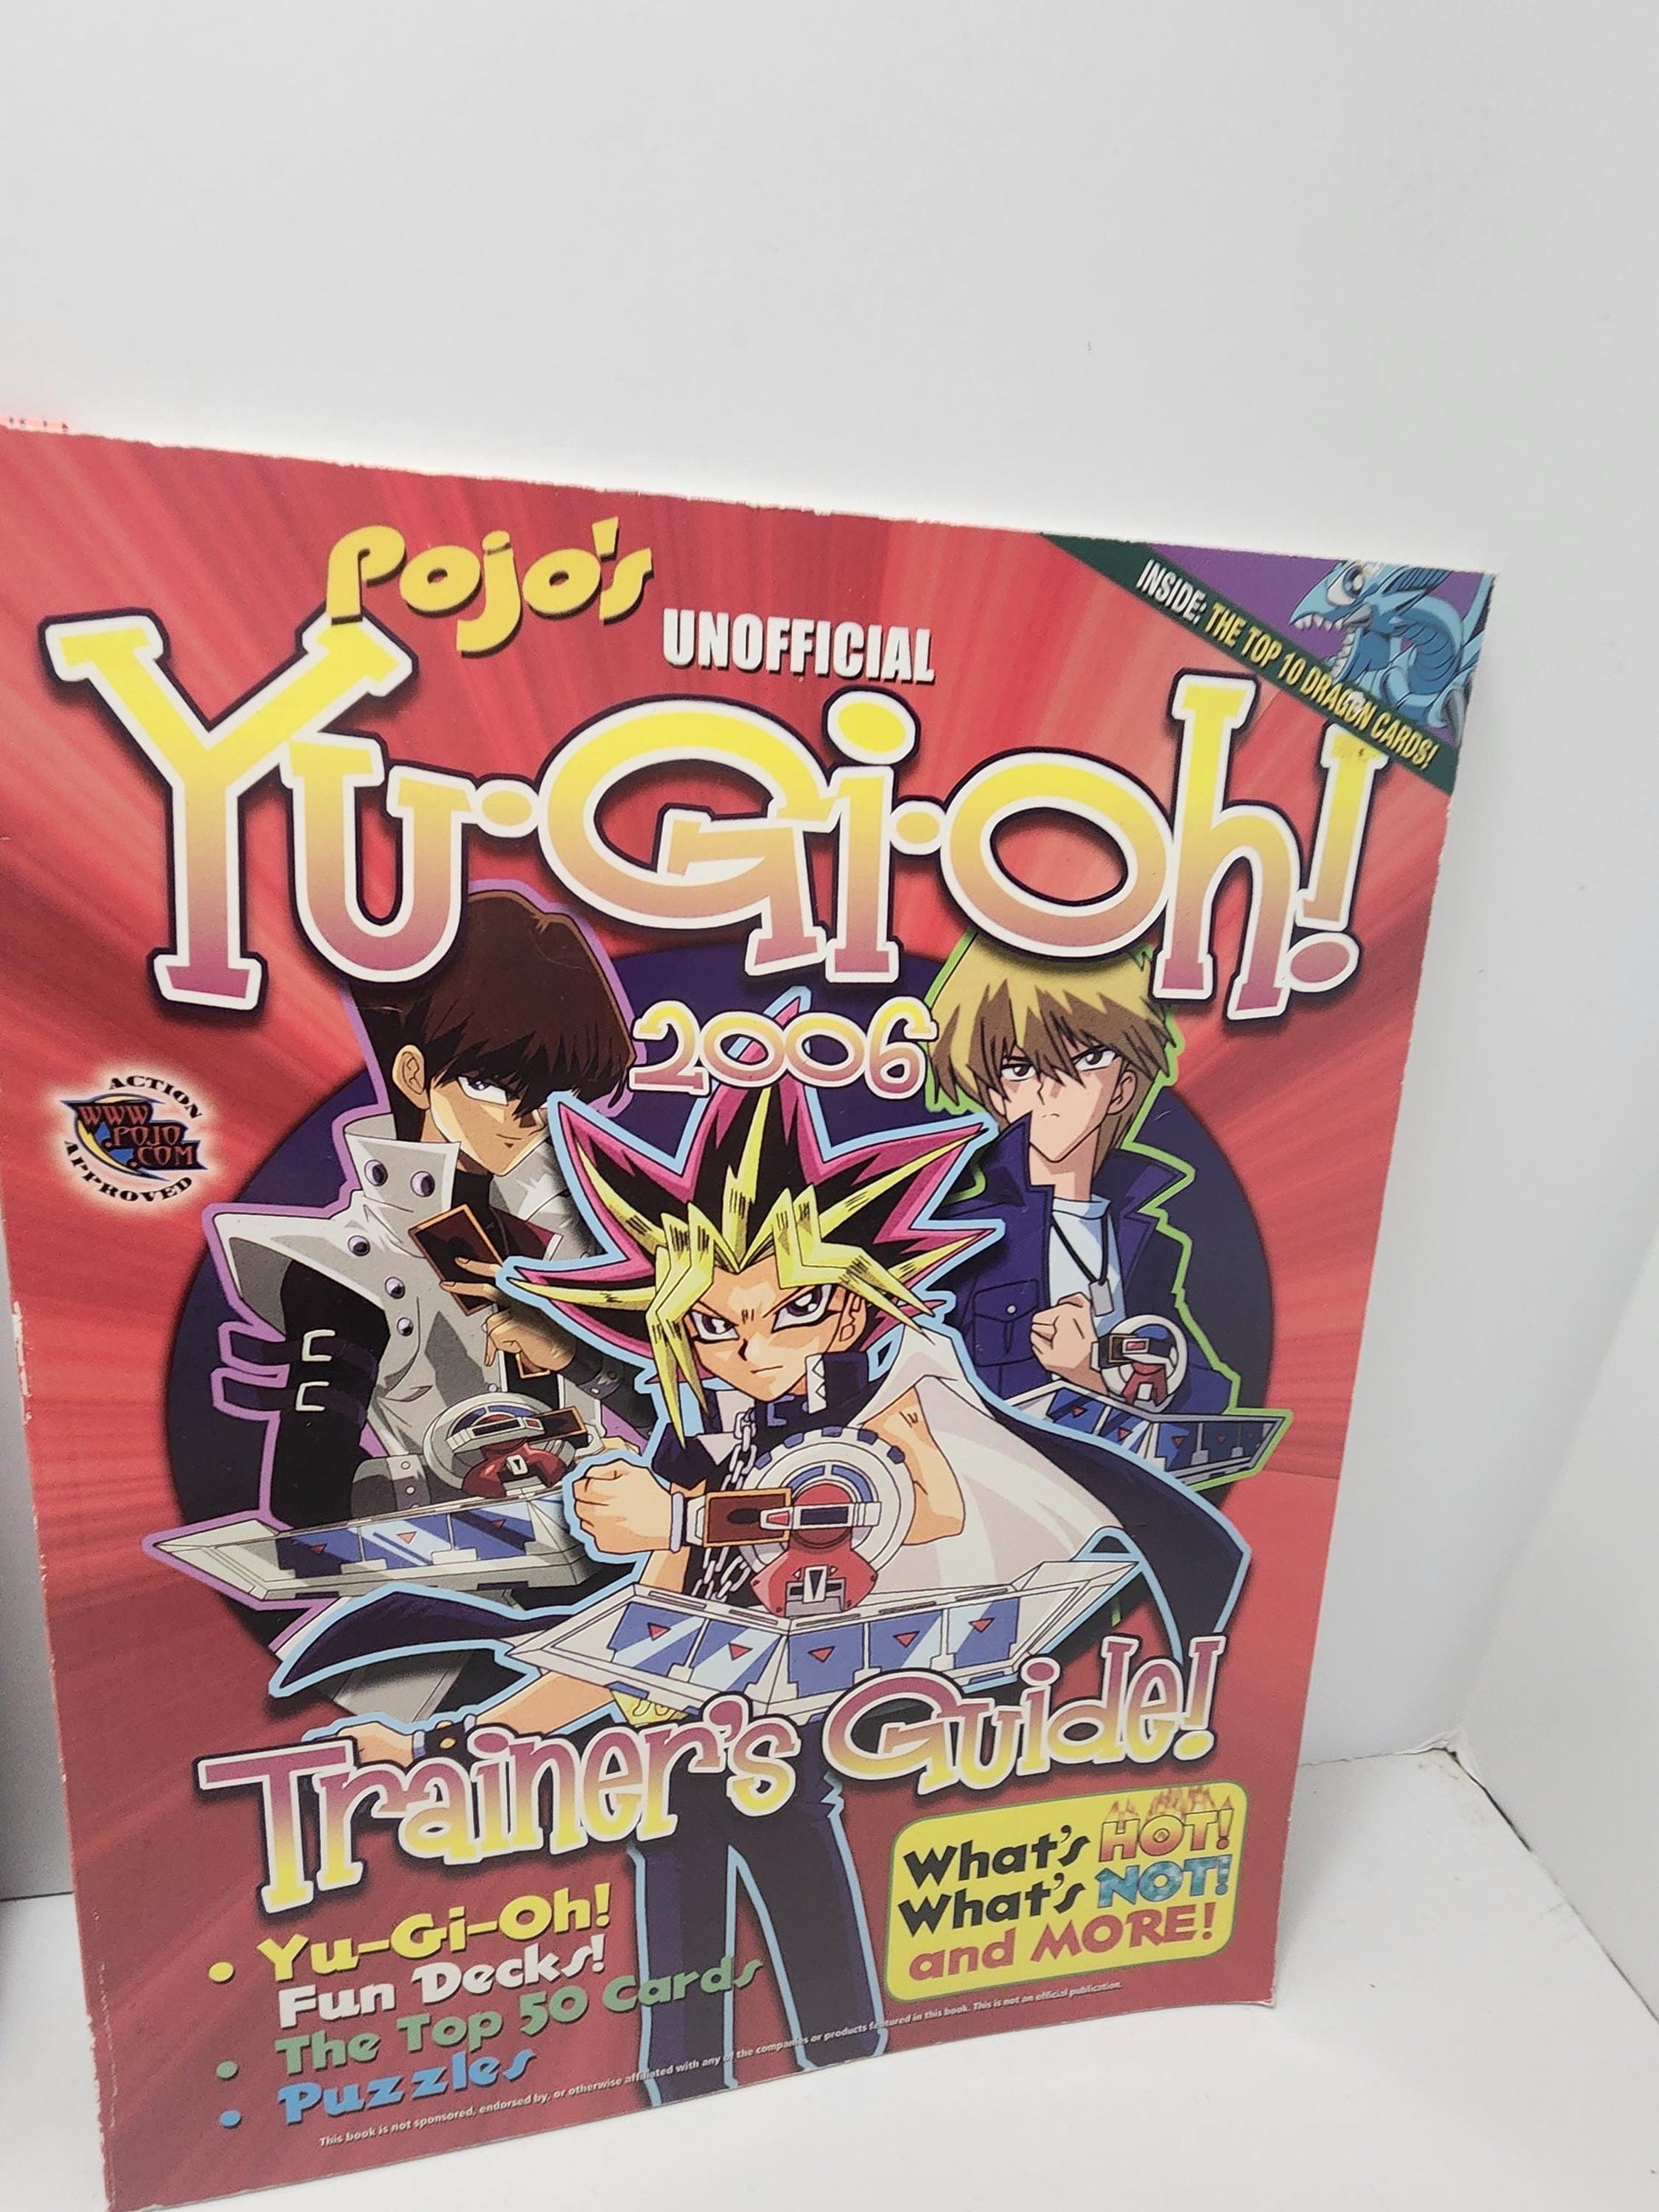 Pojo's
UNOFFICIAL
INSIDE: THE TOP 10 DRAGON CARDS!
Yu-Gi-Oh!
2006
ACTION
WWW
.POJO
.COM
APPROVED
Trainer's Guide!
What's HOT!
What's NOT!
and MORE!
• Yu-Gi-Oh!
Fun Decks!
• The Top 50 Cards
• Puzzles
This book is not sponsored, endorsed by, or otherwise affiliated with any of the companies or products featured in this book. This is not an official publication.